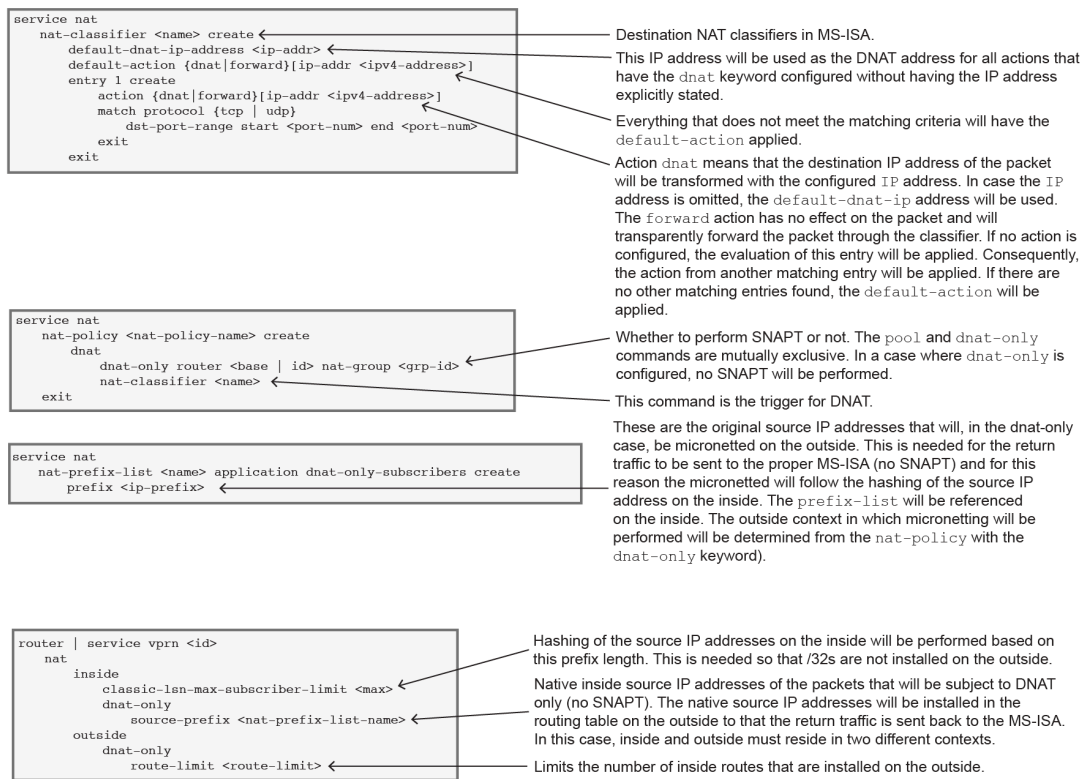 service nat
nat-classifier <name> create
default-dnat-ip-address <ip-addr>
default-action {dnat|forward}[ip-addr <ipv4-address>]
entry 1 create
action {dnat|forward}[ip-addr <ipv4-address>]
match protocol {tcp | udp}
dst-port-range start <port-num> end <port-num>
exit
exit
Destination NAT classifiers in MS-ISA.
This IP address will be used as the DNAT address for all actions that
have the dnat keyword configured without having the IP address
explicitly stated.
Everything that does not meet the matching criteria will have the
default-action applied.
Action dnat means that the destination IP address of the packet
will be transformed with the configured IP address. In case the IP
address is omitted, the default-dnat-ip address will be used.
The forward action has no effect on the packet and will
transparently forward the packet through the classifier. If no action is
configured, the evaluation of this entry will be applied. Consequently,
the action from another matching entry will be applied. If there are
no other matching entries found, the default-action will be
applied.
service nat
nat-policy <nat-policy-name> create
dnat
dnat-only router <base | id> nat-group <grp-id>
nat-classifier <name>
exit
Whether to perform SNAPT or not. The pool and dnat-only
commands are mutually exclusive. In a case where dnat-only is
configured, no SNAPT will be performed.
This command is the trigger for DNAT.
service nat
nat-prefix-list <name> application dnat-only-subscribers create
prefix <ip-prefix>
These are the original source IP addresses that will, in the dnat-only
case, be micronetted on the outside. This is needed for the return
traffic to be sent to the proper MS-ISA (no SNAPT) and for this
reason the micronetted will follow the hashing of the source IP
address on the inside. The prefix-list will be referenced
on the inside. The outside context in which micronetting will be
performed will be determined from the nat-policy with the
dnat-only keyword).
router | service vprn <id>
nat
inside
classic-lsn-max-subscriber-limit <max>
dnat-only
source-prefix <nat-prefix-list-name>
outside
dnat-only
route-limit <route-limit>
Hashing of the source IP addresses on the inside will be performed based on
this prefix length. This is needed so that /32s are not installed on the outside.
Native inside source IP addresses of the packets that will be subject to DNAT
only (no SNAPT). The native source IP addresses will be installed in the
routing table on the outside to that the return traffic is sent back to the MS-ISA.
In this case, inside and outside must reside in two different contexts.
Limits the number of inside routes that are installed on the outside.